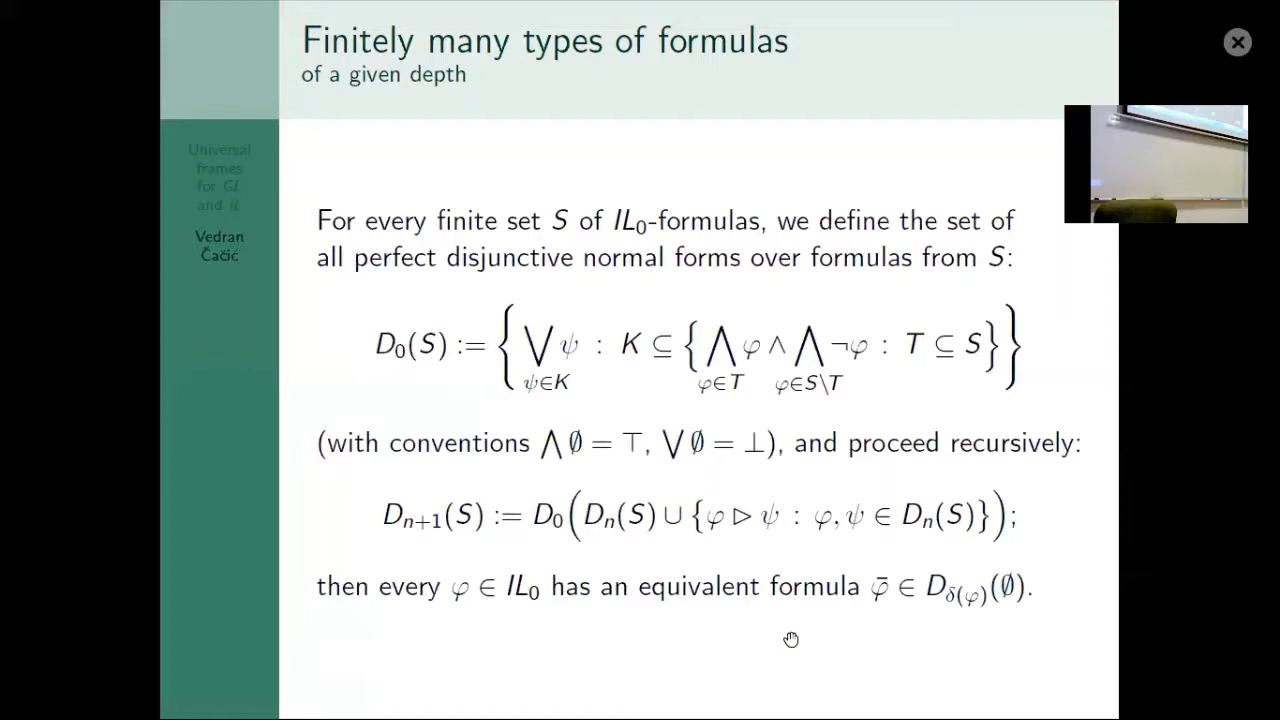 Finitely many types of formulas
of a given depth
Universal
frames
for GL
and IL
Vedran
Čačić
For every finite set S of IL₀-formulas, we define the set of
all perfect disjunctive normal forms over formulas from S:
D₀(S) := { ⋁_{ψ∈K} ψ : K ⊆ { ⋀_{φ∈T} φ ∧ ⋀_{φ∈S\T} ¬φ : T ⊆ S } }
(with conventions ⋀∅ = ⊤, ⋁∅ = ⊥), and proceed recursively:
D_{n+1}(S) := D₀(D_n(S) ∪ {φ ▷ ψ : φ, ψ ∈ D_n(S)});
then every φ ∈ IL₀ has an equivalent formula φ̄ ∈ D_{δ(φ)}(∅).